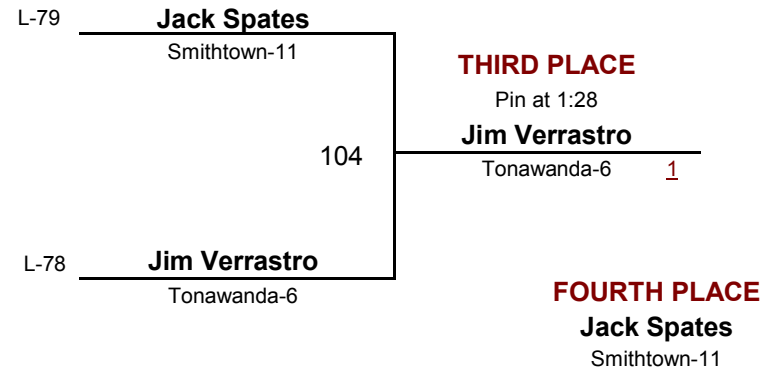 L-79 Jack Spates
Smithtown-11
THIRD PLACE
Pin at 1:28
Jim Verrastro
104
Tonawanda-6 1
L-78 Jim Verrastro
Tonawanda-6
FOURTH PLACE
Jack Spates
Smithtown-11